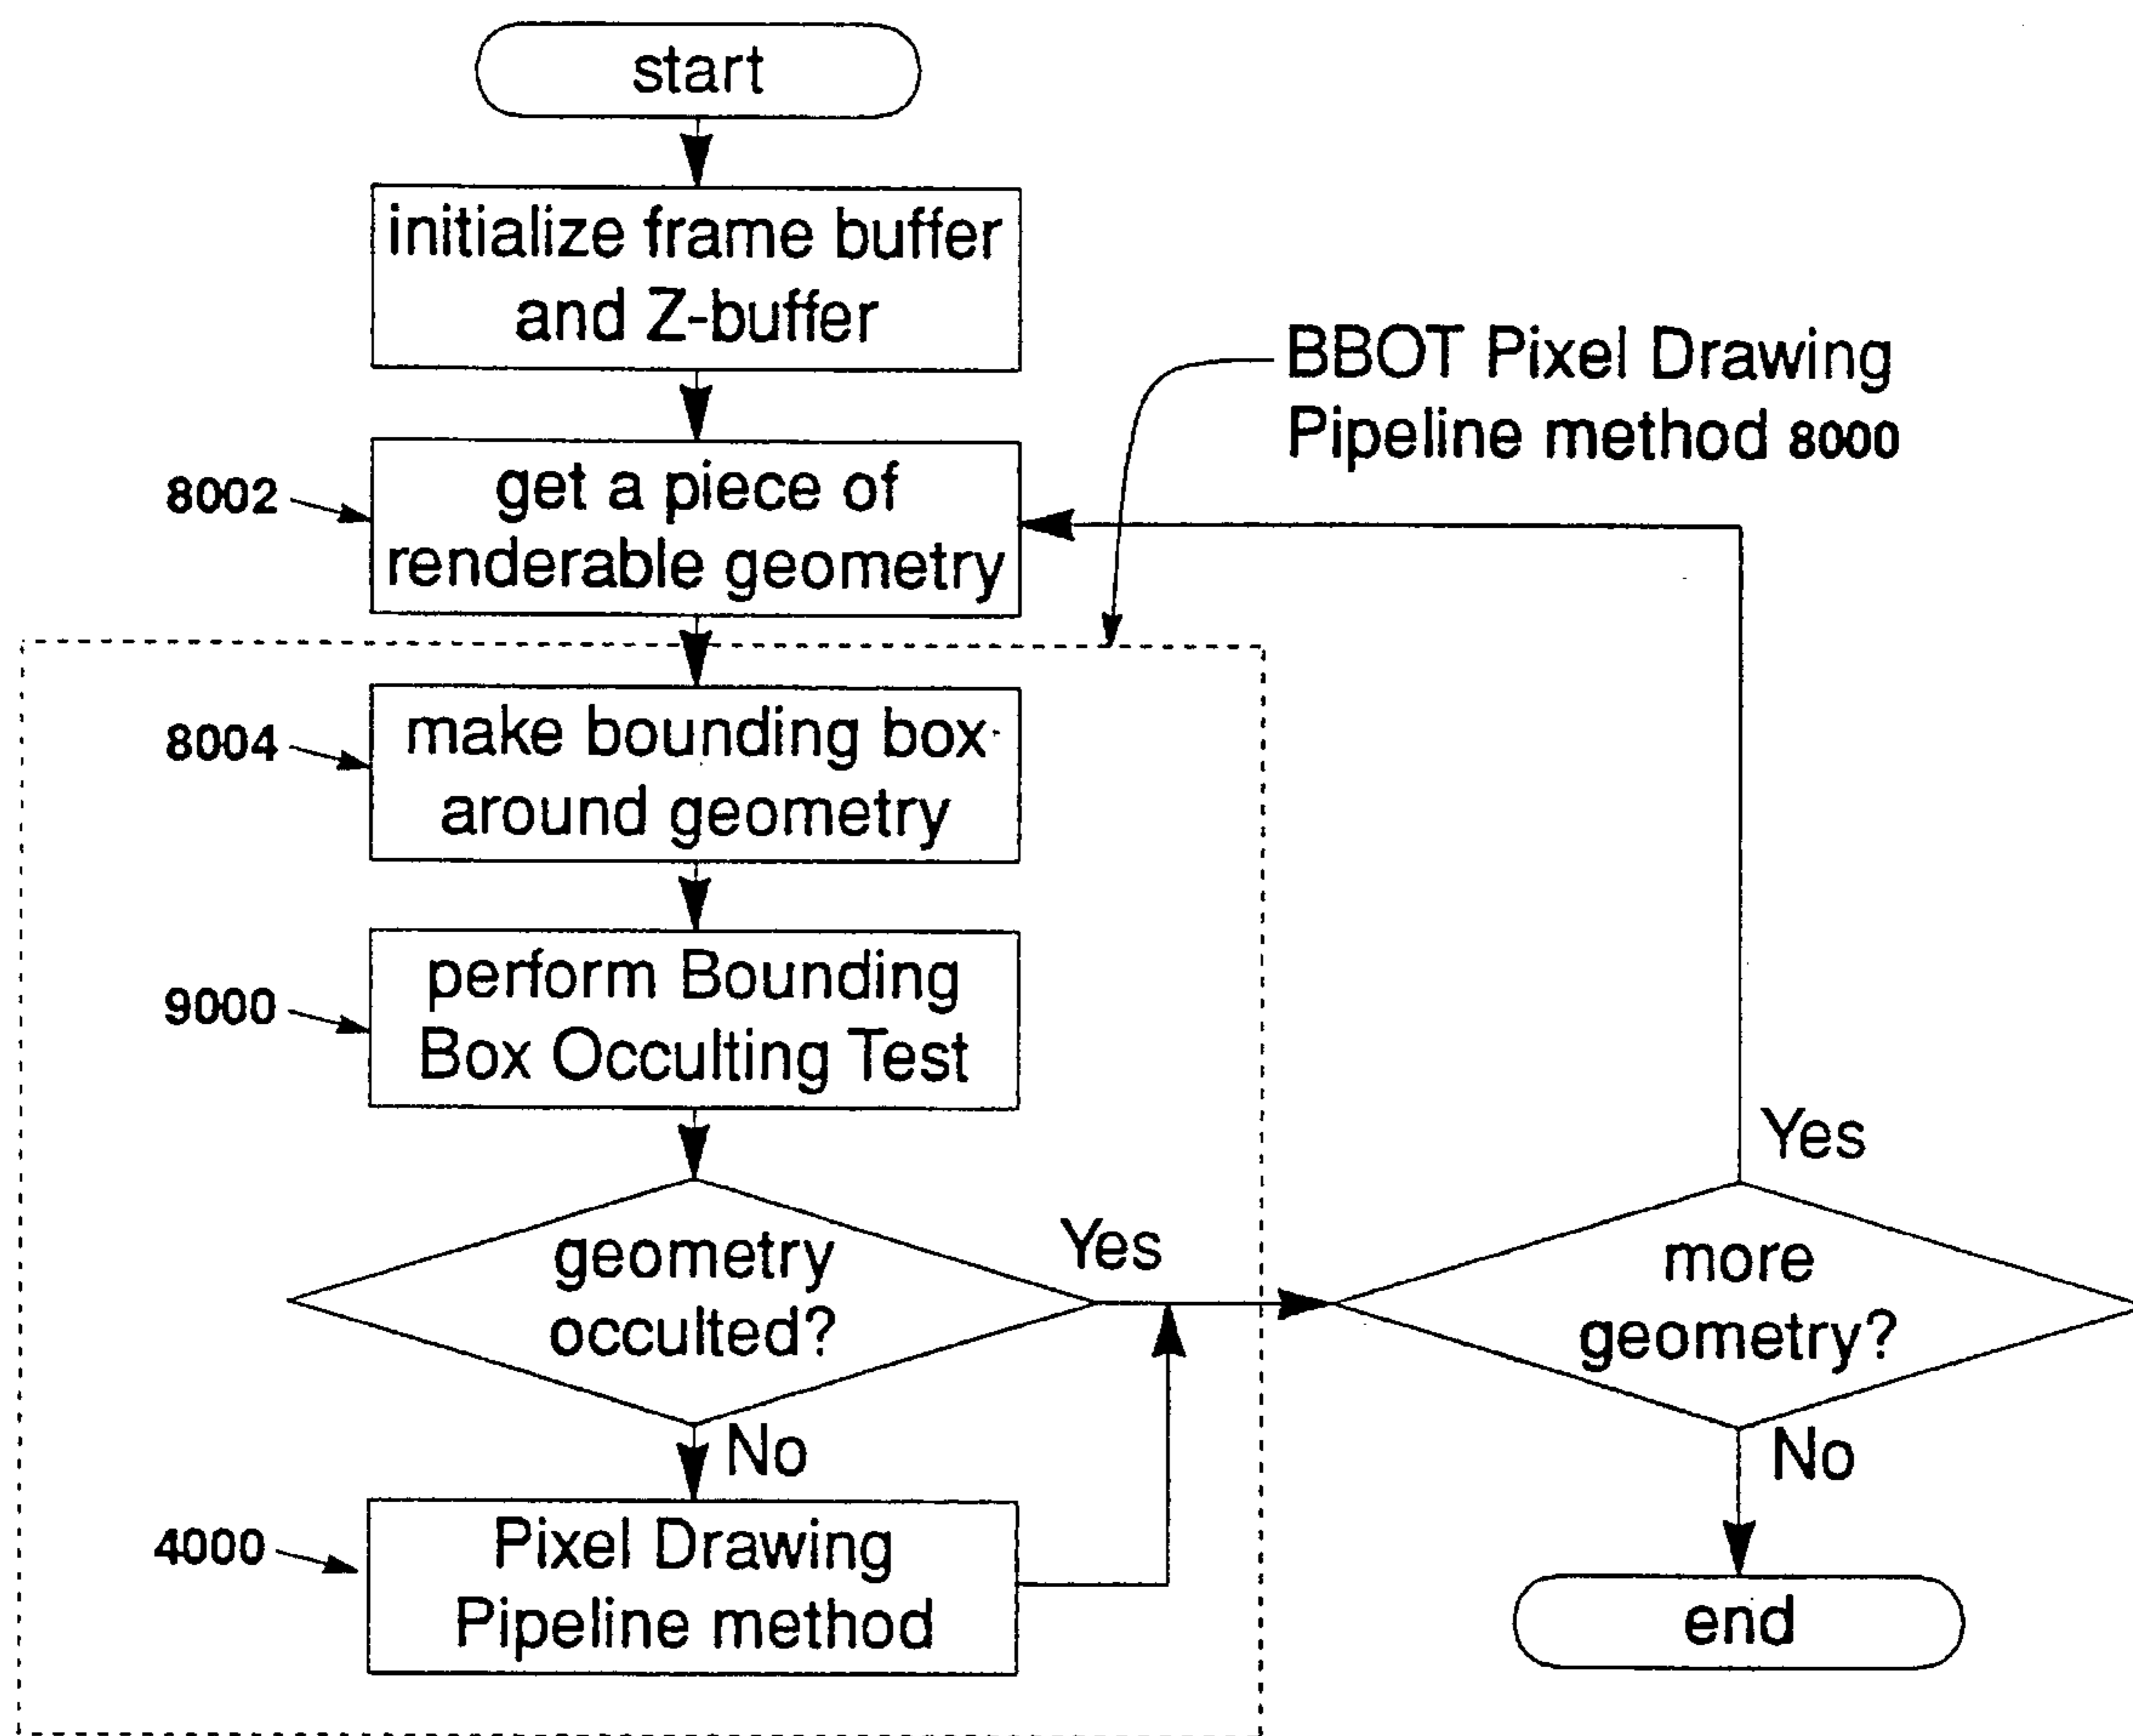 start
initialize frame buffer
and Z-buffer
BBOT Pixel Drawing
Pipeline method 8000
8002
get a piece of
renderable geometry
8004
make bounding box
around geometry
9000
perform Bounding
Box Occulting Test
geometry
occulted?
Yes
No
4000
Pixel Drawing
Pipeline method
more
geometry?
Yes
No
end